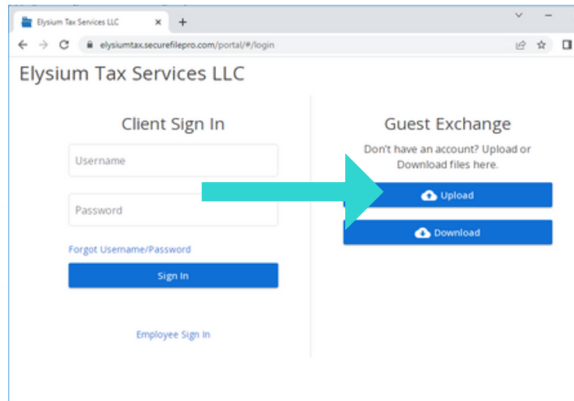 Elysium Tax Services LLC
elysiumtax.securefilepro.com/portal/#/login
Elysium Tax Services LLC
Client Sign In
Username
Password
Forgot Username/Password
Sign In
Employee Sign In
Guest Exchange
Don't have an account? Upload or
Download files here.
Upload
Download